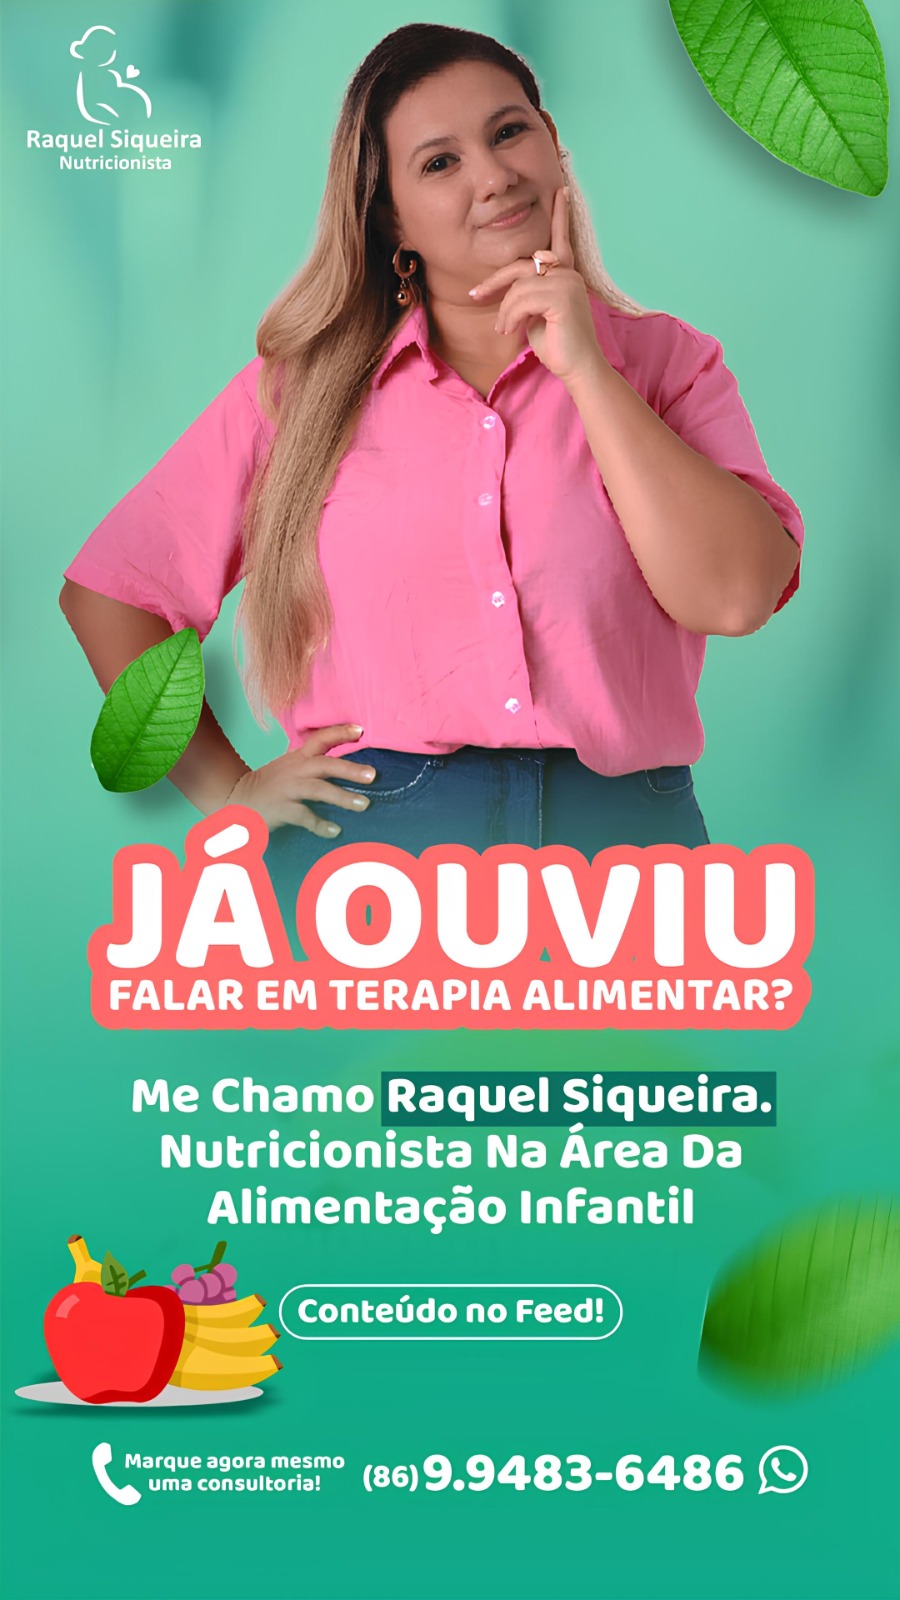 Raquel Siqueira
Nutricionista
JÁ OUVIU
FALAR EM TERAPIA ALIMENTAR?
Me Chamo Raquel Siqueira.
Nutricionista Na Área Da
Alimentação Infantil
Conteúdo no Feed!
Marque agora mesmo
uma consultoria!
(86) 9.9483-6486